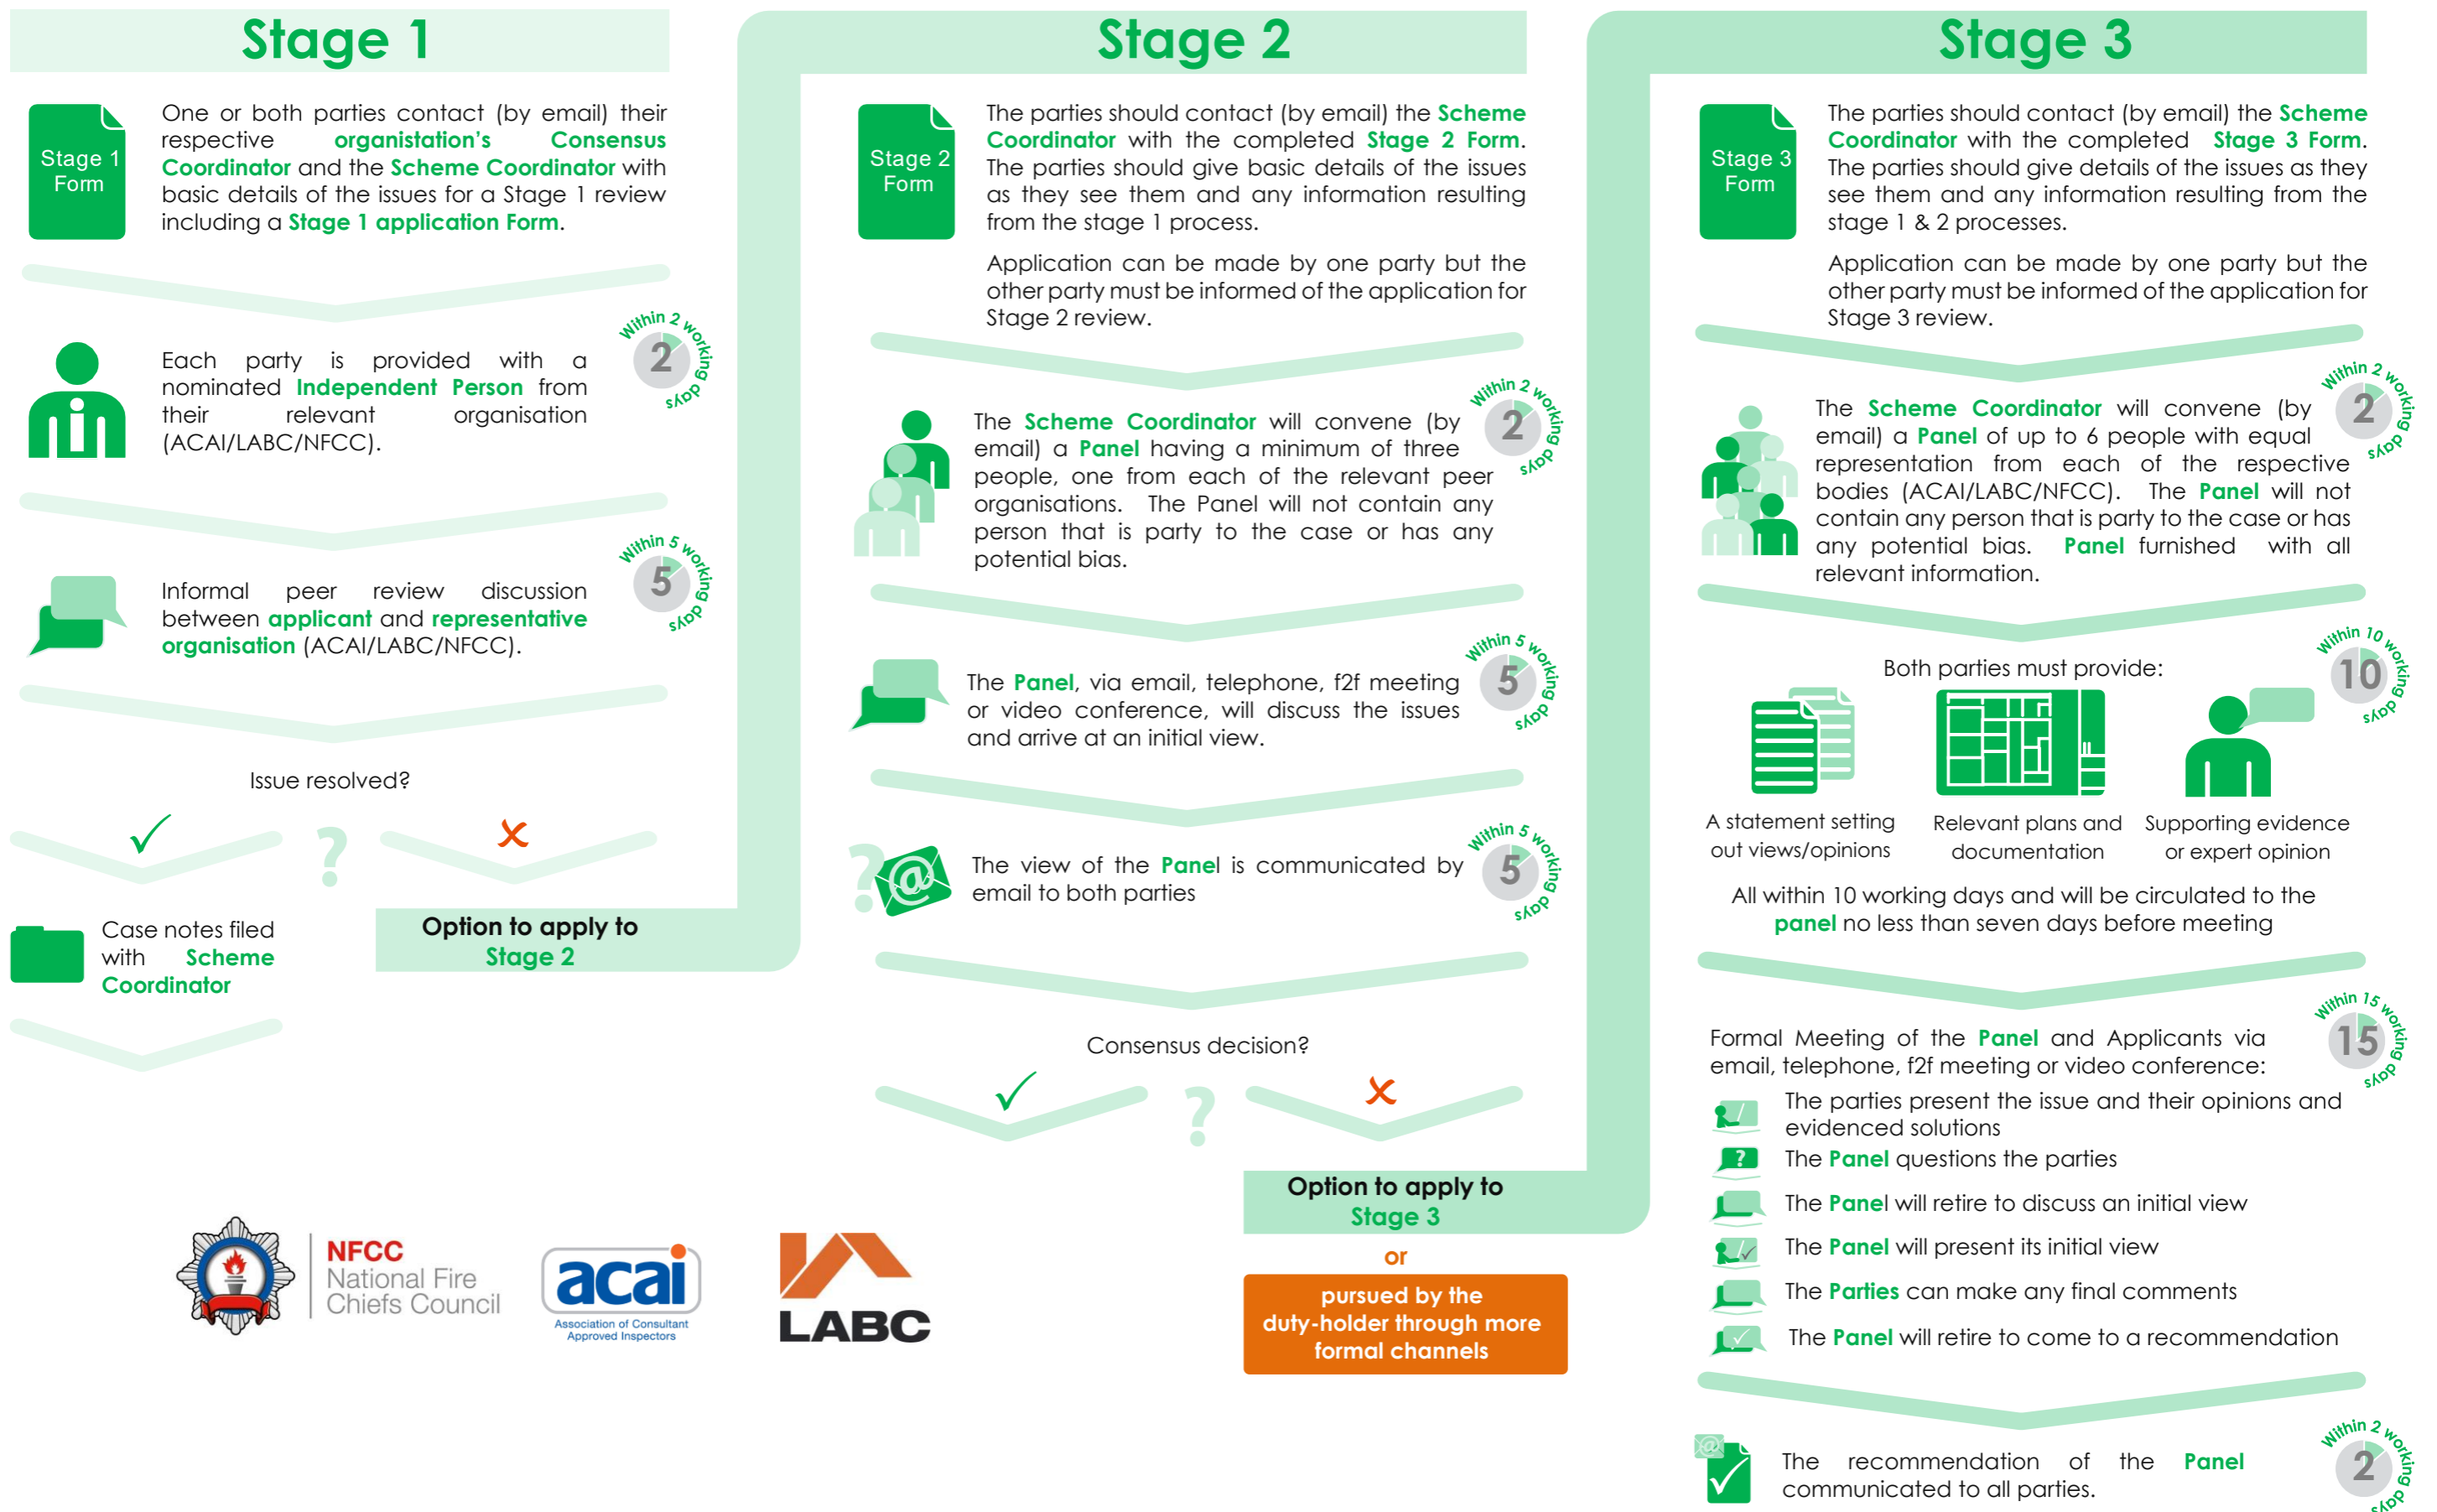 Stage 1
Stage 1
Form
One or both parties contact (by email) their
respective organistation's Consensus
Coordinator and the Scheme Coordinator with
basic details of the issues for a Stage 1 review
including a Stage 1 application Form.
Each party is provided with a
nominated Independent Person from
their relevant organisation
(ACAI/LABC/NFCC).
Within 2 working days
2
Informal peer review discussion
between applicant and representative
organisation (ACAI/LABC/NFCC).
Within 5 working days
5
Issue resolved?
?
Case notes filed
with Scheme
Coordinator
Option to apply to
Stage 2
Stage 2
Stage 2
Form
The parties should contact (by email) the Scheme
Coordinator with the completed Stage 2 Form.
The parties should give basic details of the issues
as they see them and any information resulting
from the stage 1 process.
Application can be made by one party but the
other party must be informed of the application for
Stage 2 review.
The Scheme Coordinator will convene (by
email) a Panel having a minimum of three
people, one from each of the relevant peer
organisations. The Panel will not contain any
person that is party to the case or has any
potential bias.
Within 2 working days
2
The Panel, via email, telephone, f2f meeting
or video conference, will discuss the issues
and arrive at an initial view.
Within 5 working days
5
?
@
The view of the Panel is communicated by
email to both parties
Within 5 working days
5
Consensus decision?
?
Option to apply to
Stage 3
or
pursued by the
duty-holder through more
formal channels
Stage 3
Stage 3
Form
The parties should contact (by email) the Scheme
Coordinator with the completed Stage 3 Form.
The parties should give details of the issues as they
see them and any information resulting from the
stage 1 & 2 processes.
Application can be made by one party but the
other party must be informed of the application for
Stage 3 review.
The Scheme Coordinator will convene (by
email) a Panel of up to 6 people with equal
representation from each of the respective
bodies (ACAI/LABC/NFCC). The Panel will not
contain any person that is party to the case or has
any potential bias. Panel furnished with all
relevant information.
Within 2 working days
2
Both parties must provide:
Within 10 working days
10
A statement setting
out views/opinions
Relevant plans and
documentation
Supporting evidence
or expert opinion
All within 10 working days and will be circulated to the
panel no less than seven days before meeting
Formal Meeting of the Panel and Applicants via
email, telephone, f2f meeting or video conference:
Within 15 working days
15
The parties present the issue and their opinions and
evidenced solutions
?
The Panel questions the parties
The Panel will retire to discuss an initial view
The Panel will present its initial view
The Parties can make any final comments
The Panel will retire to come to a recommendation
@
The recommendation of the Panel
communicated to all parties.
Within 2 working days
2
NFCC
National Fire
Chiefs Council
acai
Association of Consultant
Approved Inspectors
LABC